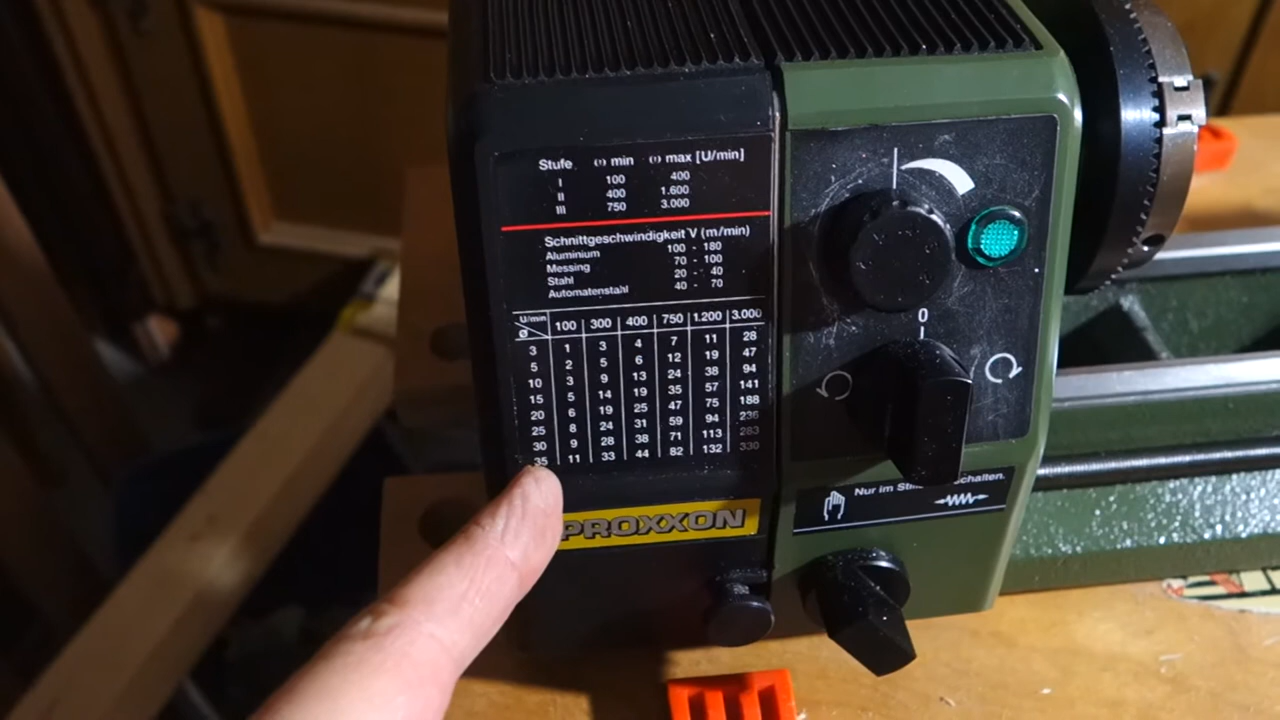 Stufe ω min ω max [U/min]
I 100 400
II 400 1.600
III 750 3.000
Schnittgeschwindigkeit V (m/min)
Aluminium 100 - 180
Messing 70 - 100
Stahl 20 - 40
Automatenstahl 40 - 70
U/min 100 300 400 750 1.200 3.000
Ø
3 1 3 4 7 11 28
5 2 5 6 12 19 47
10 3 9 13 24 38 94
15 5 14 19 35 57 141
20 6 19 25 47 75 188
25 8 24 31 59 94 236
30 9 28 38 71 113 283
35 11 33 44 82 132 330
PROXXON
0
Nur im schalten.